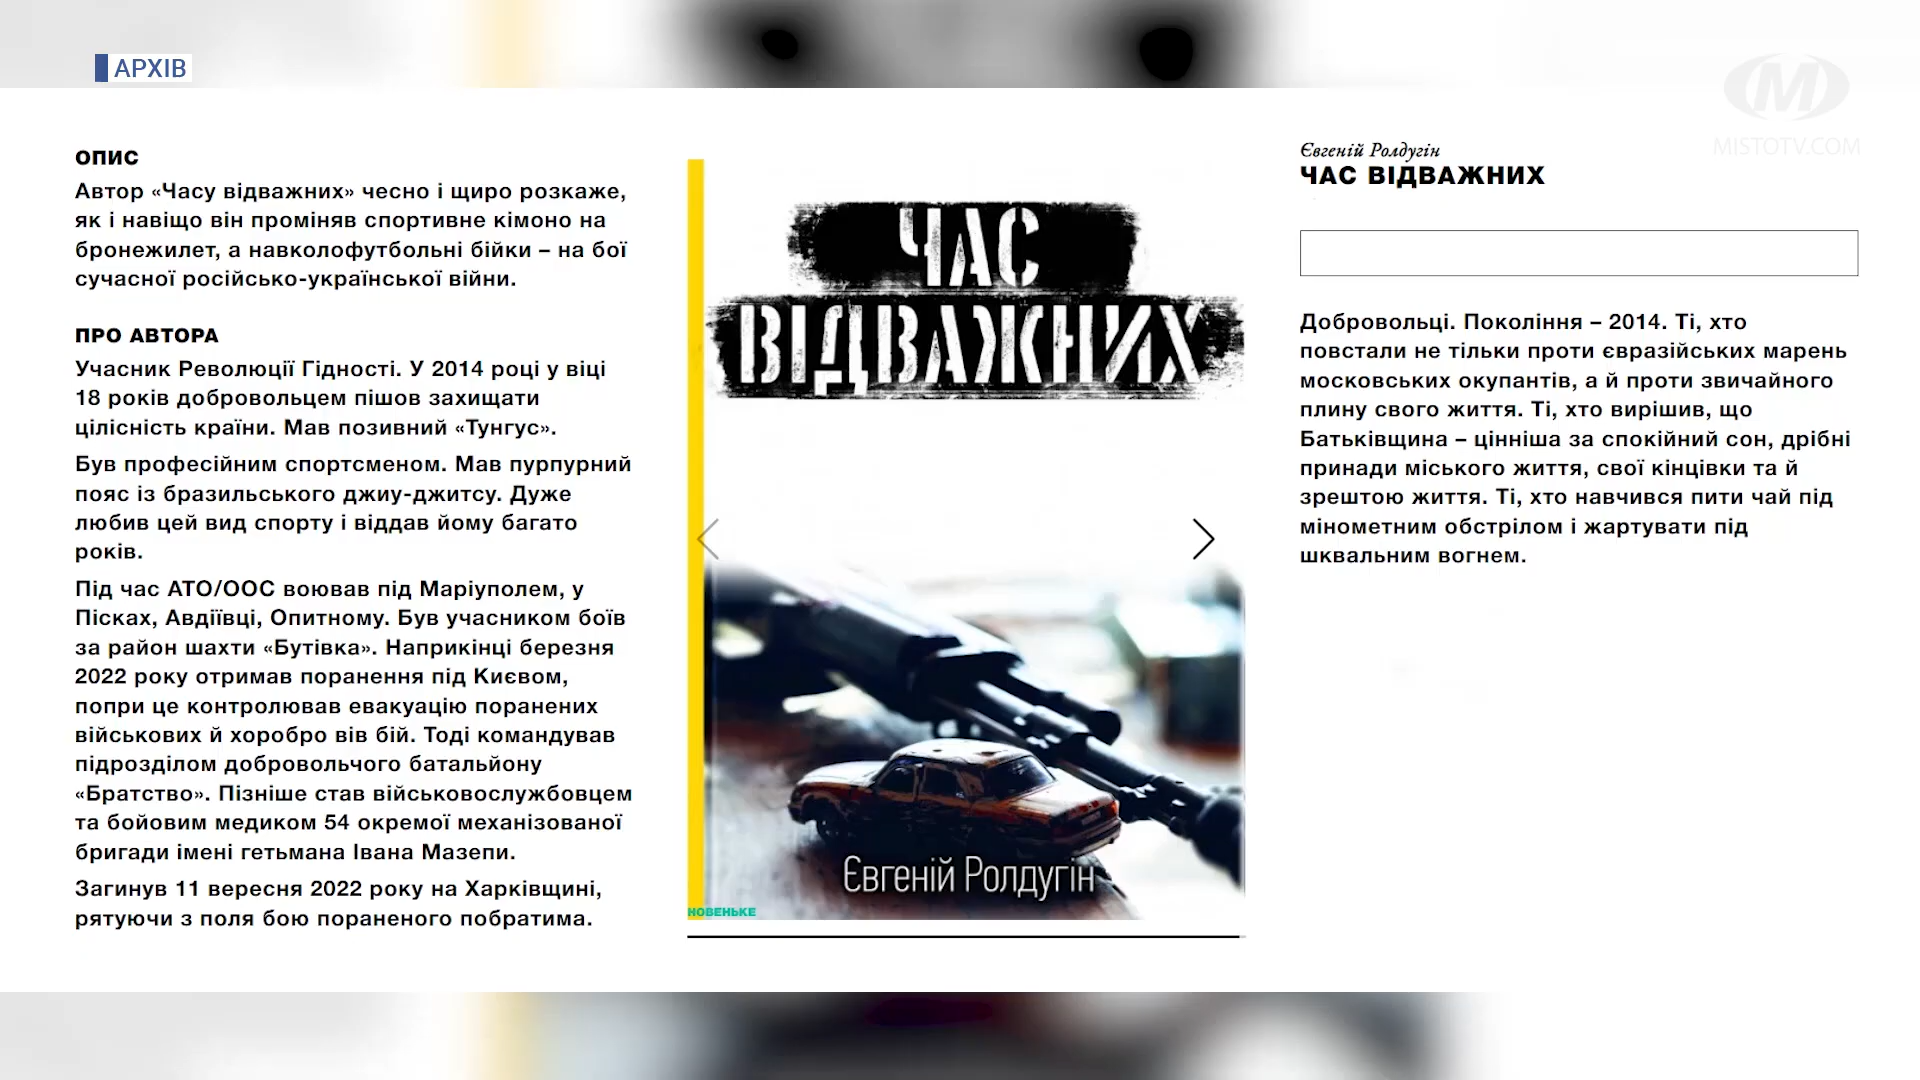 АРХІВ
MISTOTV.COM
ОПИС
Автор «Часу відважних» чесно і щиро розкаже,
як і навіщо він проміняв спортивне кімоно на
бронежилет, а навколофутбольні бійки – на бої
сучасної російсько-української війни.
ПРО АВТОРА
Учасник Революції Гідності. У 2014 році у віці
18 років добровольцем пішов захищати
цілісність країни. Мав позивний «Тунгус».
Був професійним спортсменом. Мав пурпурний
пояс із бразильського джиу-джитсу. Дуже
любив цей вид спорту і віддав йому багато
років.
Під час АТО/ООС воював під Маріуполем, у
Пісках, Авдіївці, Опитному. Був учасником боїв
за район шахти «Бутівка». Наприкінці березня
2022 року отримав поранення під Києвом,
попри це контролював евакуацію поранених
військових й хоробро вів бій. Тоді командував
підрозділом добровольчого батальйону
«Братство». Пізніше став військовослужбовцем
та бойовим медиком 54 окремої механізованої
бригади імені гетьмана Івана Мазепи.
Загинув 11 вересня 2022 року на Харківщині,
рятуючи з поля бою пораненого побратима.
ЧАС
ВІДВАЖНИХ
Євгеній Ролдугін
НОВЕНЬКЕ
Євгеній Ролдугін
ЧАС ВІДВАЖНИХ
Добровольці. Покоління – 2014. Ті, хто
повстали не тільки проти євразійських марень
московських окупантів, а й проти звичайного
плину свого життя. Ті, хто вирішив, що
Батьківщина – цінніша за спокійний сон, дрібні
принади міського життя, свої кінцівки та й
зрештою життя. Ті, хто навчився пити чай під
мінометним обстрілом і жартувати під
шквальним вогнем.